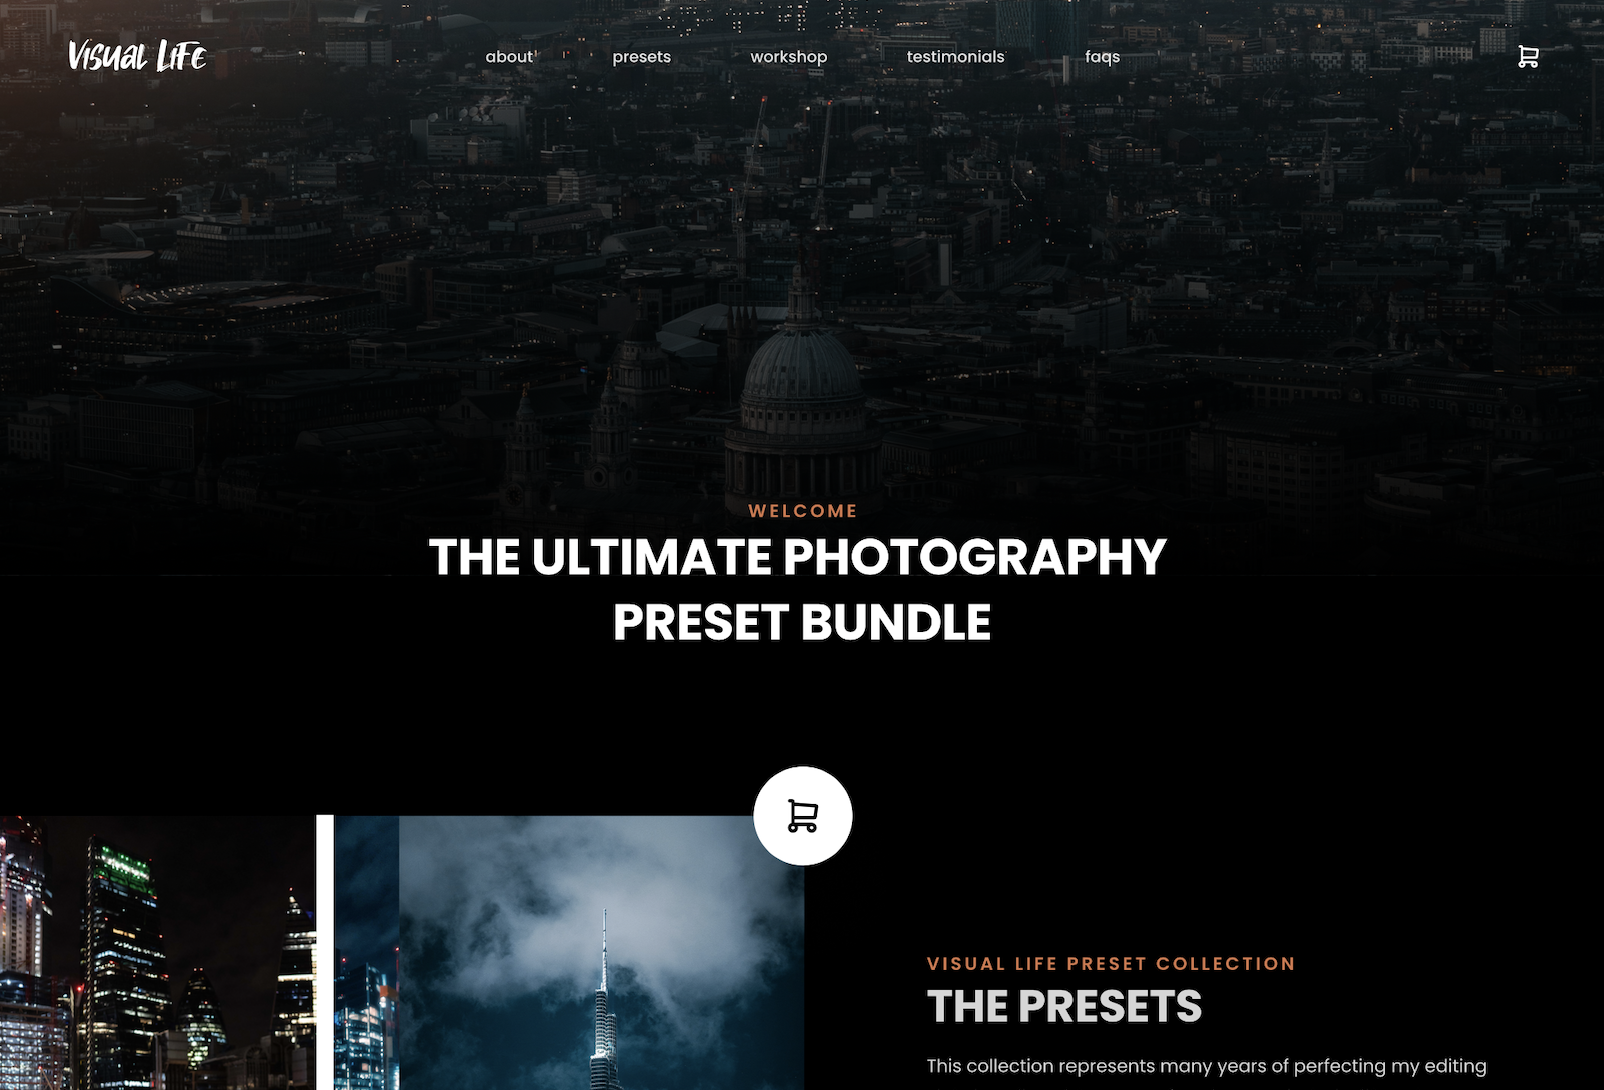 Visual Life
about
presets
workshop
testimonials
faqs
WELCOME
THE ULTIMATE PHOTOGRAPHY
PRESET BUNDLE
VISUAL LIFE PRESET COLLECTION
THE PRESETS
This collection represents many years of perfecting my editing